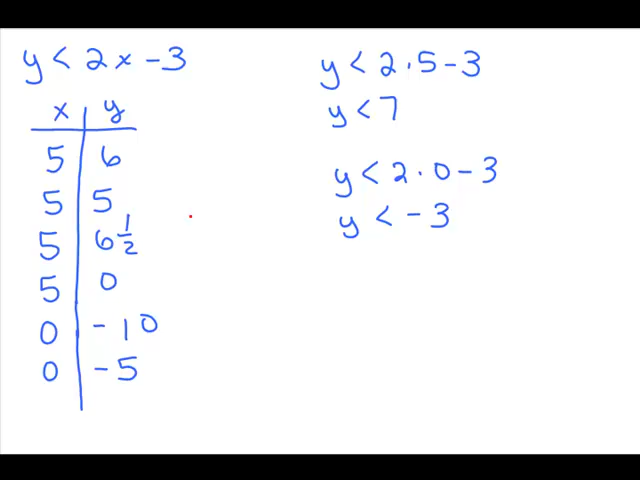 y < 2x - 3
x y
5 6
5 5
5 6 1/2
5 0
0 -10
0 -5
y < 2 · 5 - 3
y < 7
y < 2 · 0 - 3
y < -3